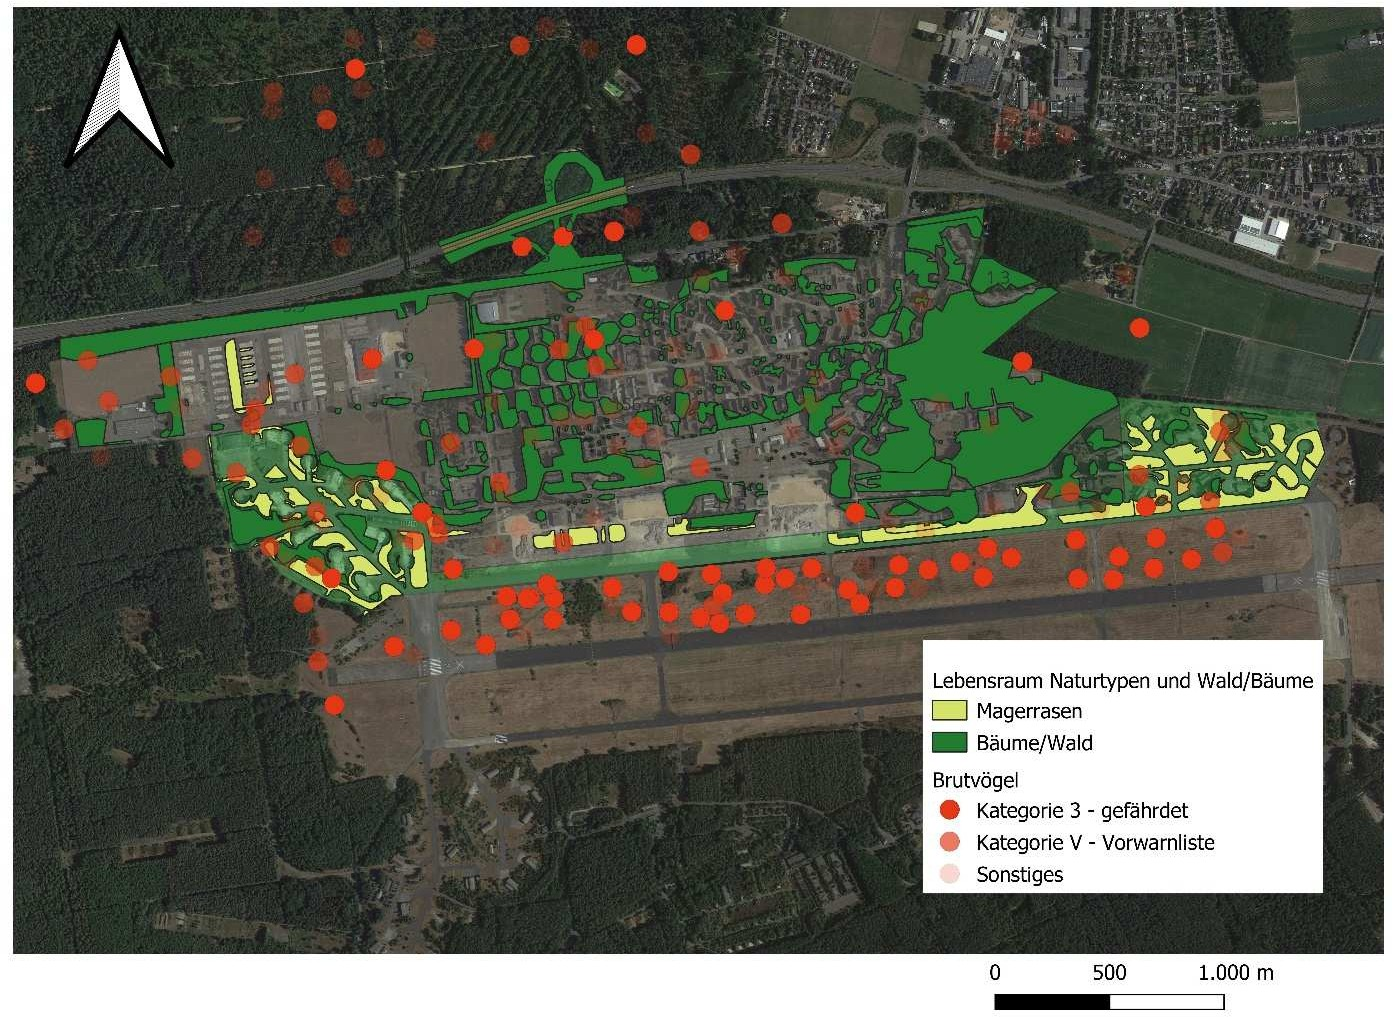 Lebensraum Naturtypen und Wald/Bäume
Magerrasen
Bäume/Wald
Brutvögel
Kategorie 3 - gefährdet
Kategorie V - Vorwarnliste
Sonstiges
0 500 1.000 m